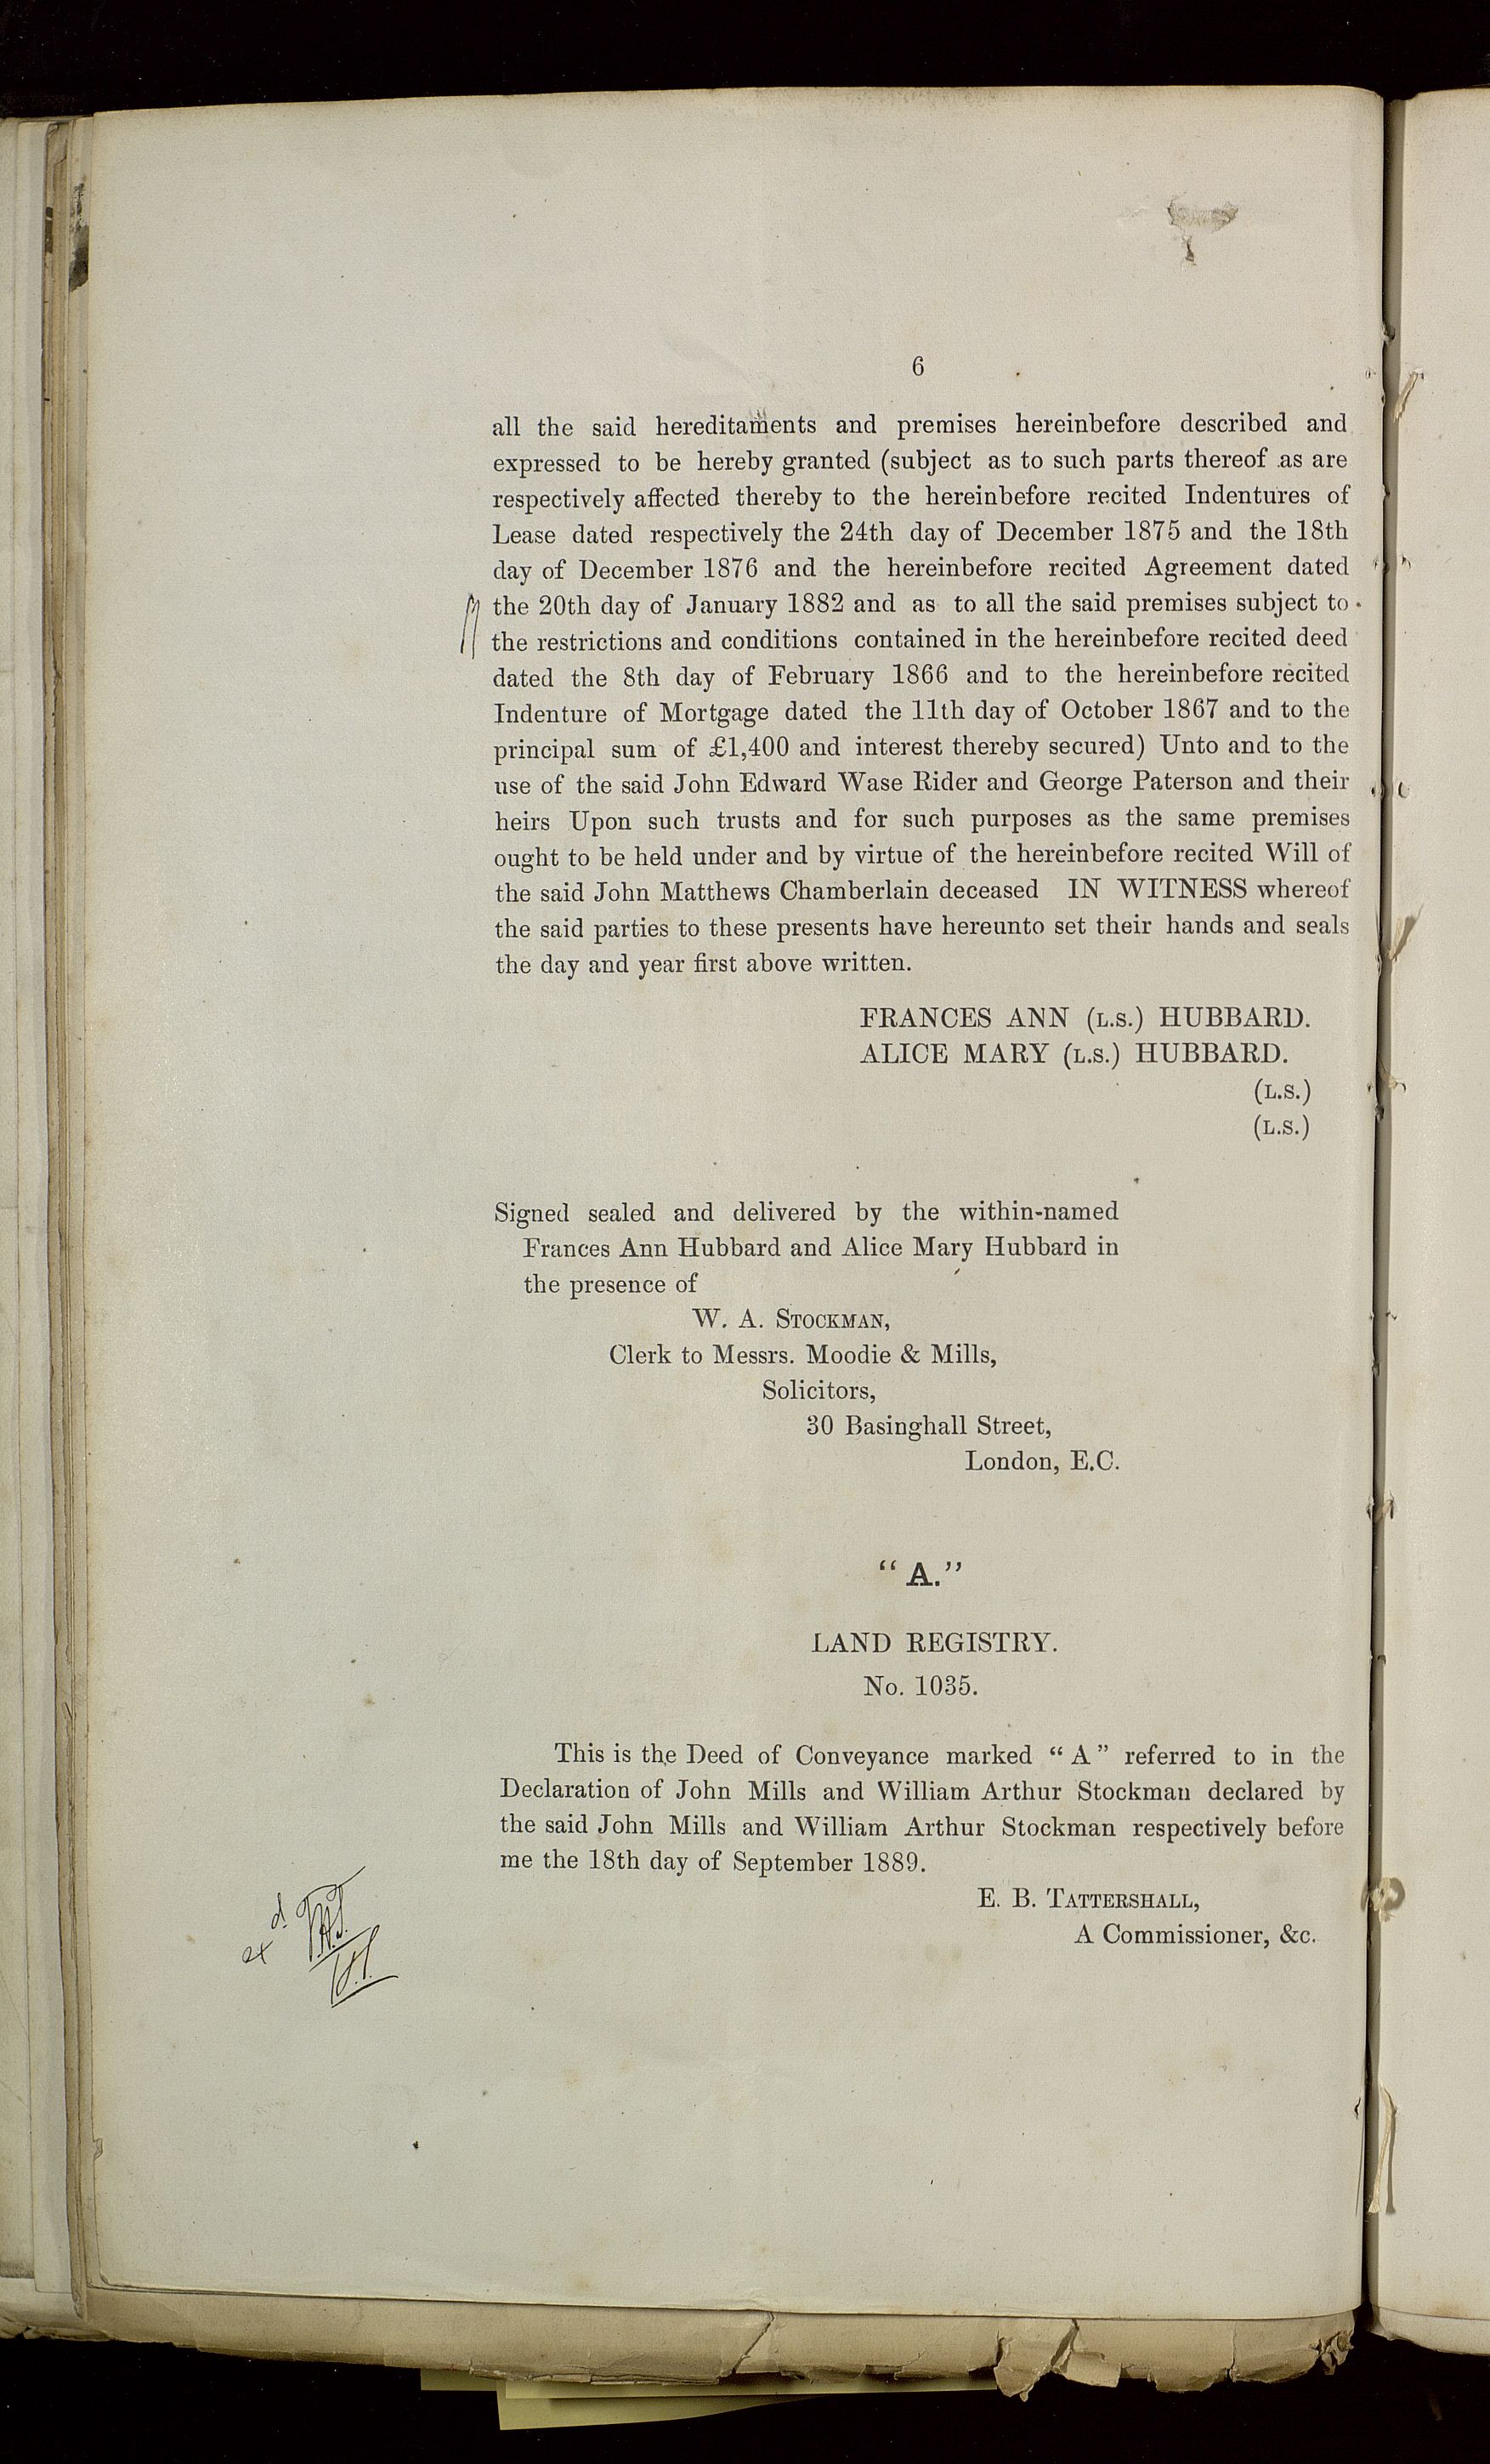 6
all the said hereditaments and premises hereinbefore described and
expressed to be hereby granted (subject as to such parts thereof as are
respectively affected thereby to the hereinbefore recited Indentures of
Lease dated respectively the 24th day of December 1875 and the 18th
day of December 1876 and the hereinbefore recited Agreement dated
the 20th day of January 1882 and as to all the said premises subject to
the restrictions and conditions contained in the hereinbefore recited deed
dated the 8th day of February 1866 and to the hereinbefore recited
Indenture of Mortgage dated the 11th day of October 1867 and to the
principal sum of £1,400 and interest thereby secured) Unto and to the
use of the said John Edward Wase Rider and George Paterson and their
heirs Upon such trusts and for such purposes as the same premises
ought to be held under and by virtue of the hereinbefore recited Will of
the said John Matthews Chamberlain deceased IN WITNESS whereof
the said parties to these presents have hereunto set their hands and seals
the day and year first above written.
FRANCES ANN (L.S.) HUBBARD.
ALICE MARY (L.S.) HUBBARD.
(L.S.)
(L.S.)
Signed sealed and delivered by the within-named
Frances Ann Hubbard and Alice Mary Hubbard in
the presence of
W. A. STOCKMAN,
Clerk to Messrs. Moodie & Mills,
Solicitors,
30 Basinghall Street,
London, E.C.
"A."
LAND REGISTRY.
No. 1035.
This is the Deed of Conveyance marked "A" referred to in the
Declaration of John Mills and William Arthur Stockman declared by
the said John Mills and William Arthur Stockman respectively before
me the 18th day of September 1889.
E. B. TATTERSHALL,
A Commissioner, &c.
exd